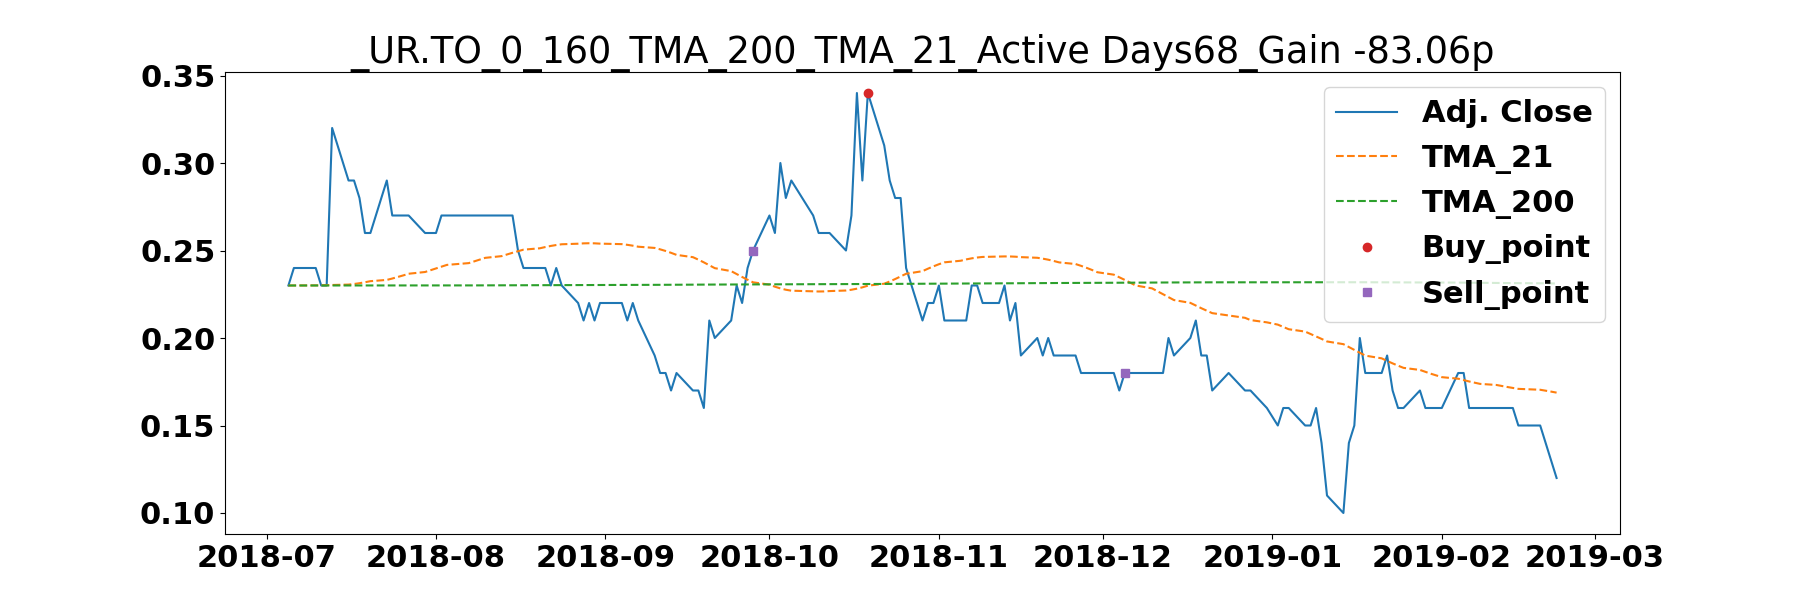 _UR.TO_0_160_TMA_200_TMA_21_Active Days68_Gain -83.06p
0.35
0.30
0.25
0.20
0.15
0.10
Adj. Close
TMA_21
TMA_200
Buy_point
Sell_point
2018-07 2018-08 2018-09 2018-10 2018-11 2018-12 2019-01 2019-02 2019-03